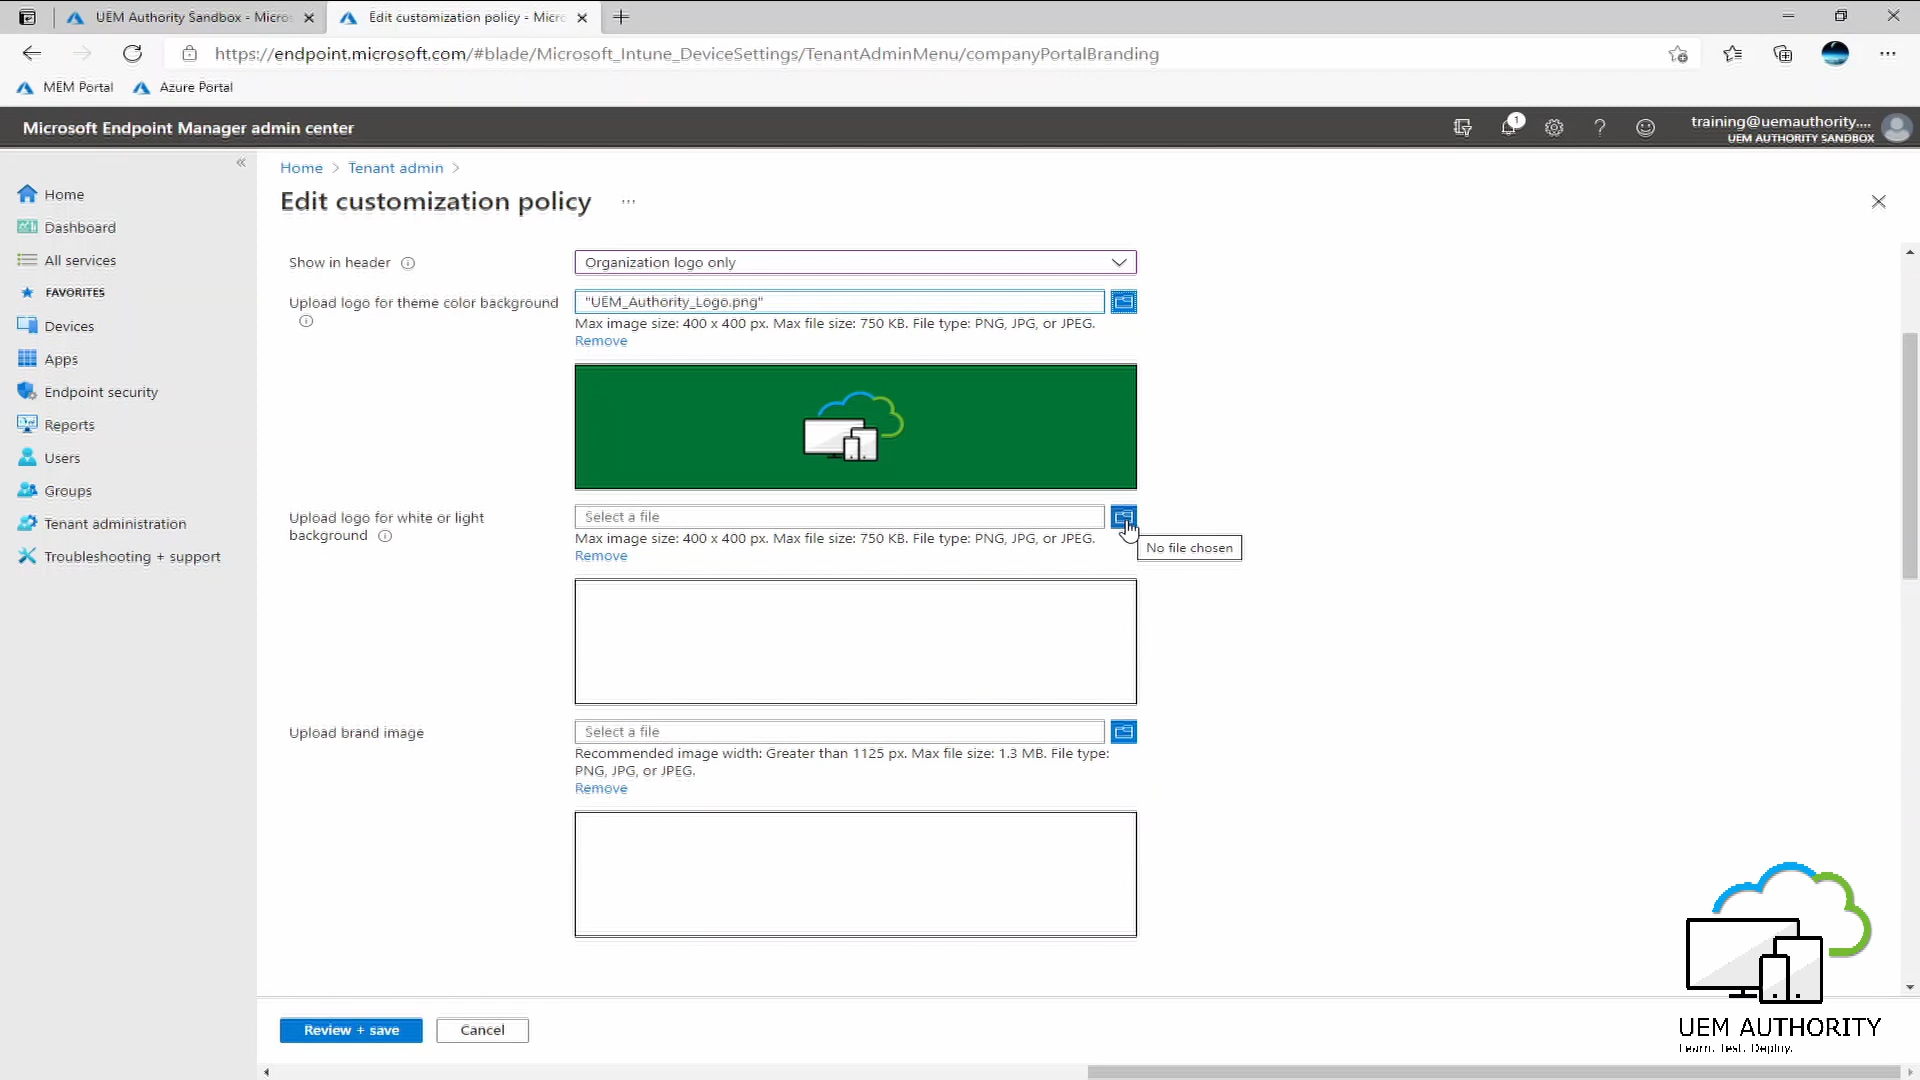 UEM Authority Sandbox - Micros
Edit customization policy - Micro
https://endpoint.microsoft.com/#blade/Microsoft_Intune_DeviceSettings/TenantAdminMenu/companyPortalBranding
MEM Portal
Azure Portal
Microsoft Endpoint Manager admin center
1
training@uemauthority....
UEM AUTHORITY SANDBOX
Home
Dashboard
All services
FAVORITES
Devices
Apps
Endpoint security
Reports
Users
Groups
Tenant administration
Troubleshooting + support
Home > Tenant admin >
Edit customization policy ...
Show in header
Organization logo only
Upload logo for theme color background
"UEM_Authority_Logo.png"
Max image size: 400 x 400 px. Max file size: 750 KB. File type: PNG, JPG, or JPEG.
Remove
Upload logo for white or light
background
Select a file
Max image size: 400 x 400 px. Max file size: 750 KB. File type: PNG, JPG, or JPEG.
Remove
No file chosen
Upload brand image
Select a file
Recommended image width: Greater than 1125 px. Max file size: 1.3 MB. File type:
PNG, JPG, or JPEG.
Remove
Review + save
Cancel
UEM AUTHORITY
Learn. Test. Deploy.